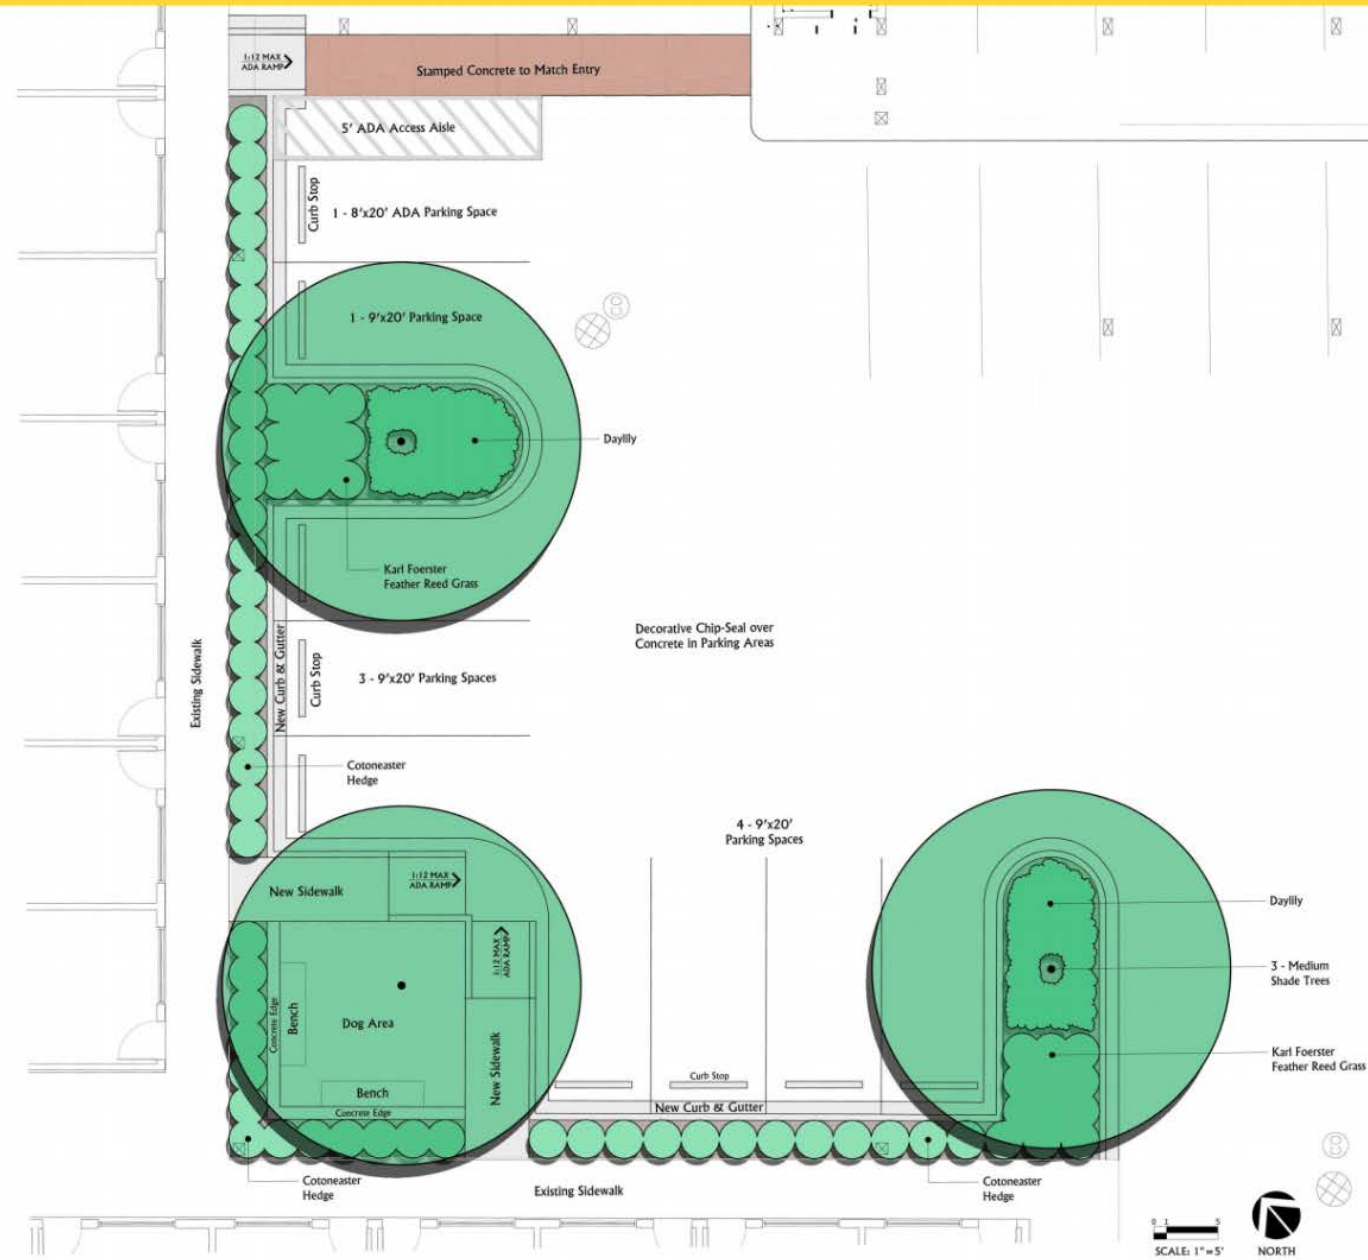 1:12 MAX
ADA RAMP
Stamped Concrete to Match Entry
5' ADA Access Aisle
Curb Stop
1 - 8'x20' ADA Parking Space
1 - 9'x20' Parking Space
Daylily
Karl Foerster
Feather Reed Grass
Decorative Chip-Seal over
Concrete in Parking Areas
Existing Sidewalk
New Curb & Gutter
Curb Stop
3 - 9'x20' Parking Spaces
Cotoneaster
Hedge
4 - 9'x20'
Parking Spaces
New Sidewalk
1:12 MAX
ADA RAMP
1:12 MAX
ADA RAMP
Daylily
3 - Medium
Shade Trees
Concrete Edge
Bench
Dog Area
New Sidewalk
Karl Foerster
Feather Reed Grass
Curb Stop
Bench
New Curb & Gutter
Concrete Edge
Cotoneaster
Hedge
Existing Sidewalk
Cotoneaster
Hedge
0 1 5
SCALE: 1"=5'
NORTH